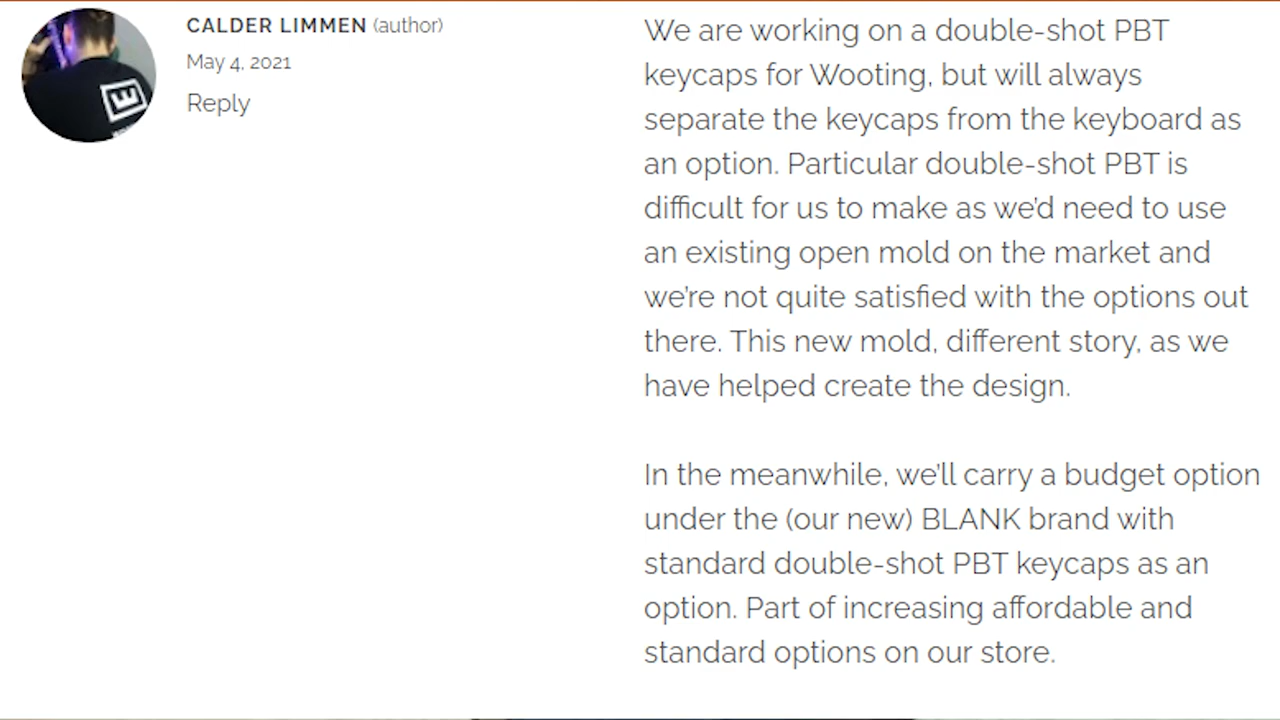 CALDER LIMMEN (author)
May 4, 2021
Reply
We are working on a double-shot PBT
keycaps for Wooting, but will always
separate the keycaps from the keyboard as
an option. Particular double-shot PBT is
difficult for us to make as we'd need to use
an existing open mold on the market and
we're not quite satisfied with the options out
there. This new mold, different story, as we
have helped create the design.
In the meanwhile, we'll carry a budget option
under the (our new) BLANK brand with
standard double-shot PBT keycaps as an
option. Part of increasing affordable and
standard options on our store.